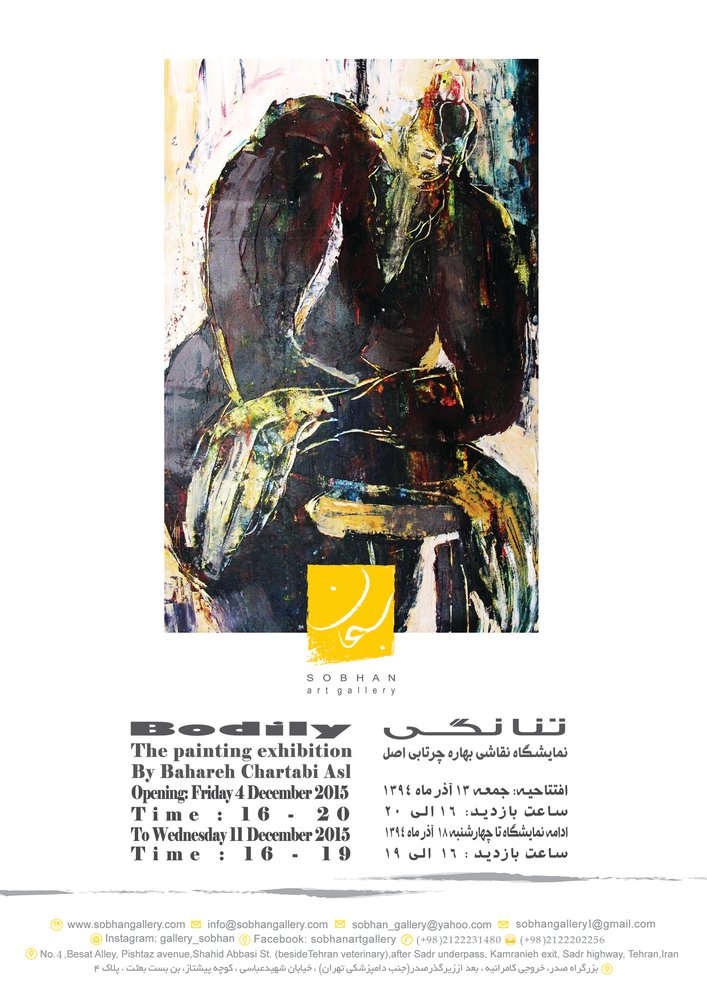 سبحان
SOBHAN
art gallery
Bodily
The painting exhibition
By Bahareh Chartabi Asl
Opening: Friday 4 December 2015
Time : 16 - 20
To Wednesday 11 December 2015
Time : 16 - 19
تنانگی
نمایشگاه نقاشی بهاره چرتابی اصل
افتتاحیه: جمعه ۱۳ آذر ماه ۱۳۹۴
ساعت بازدید: ۱۶ الی ۲۰
ادامه نمایشگاه تا چهارشنبه ۱۸ آذر ماه ۱۳۹۴
ساعت بازدید : ۱۶ الی ۱۹
www.sobhangallery.com info@sobhangallery.com sobhan_gallery@yahoo.com sobhangallery1@gmail.com
Instagram: gallery_sobhan Facebook: sobhanartgallery (+98)2122231480 (+98)2122202256
No.4,Besat Alley, Pishtaz avenue,Shahid Abbasi St. (besideTehran veterinary),after Sadr underpass, Kamranieh exit, Sadr highway, Tehran,Iran
بزرگراه صدر، خروجی کامرانیه ، بعد اززیرگذرصدر(جنب دامپزشکی تهران) ، خیابان شهیدعباسی ، کوچه پیشتاز، بن بست بعثت ، پلاک ۴